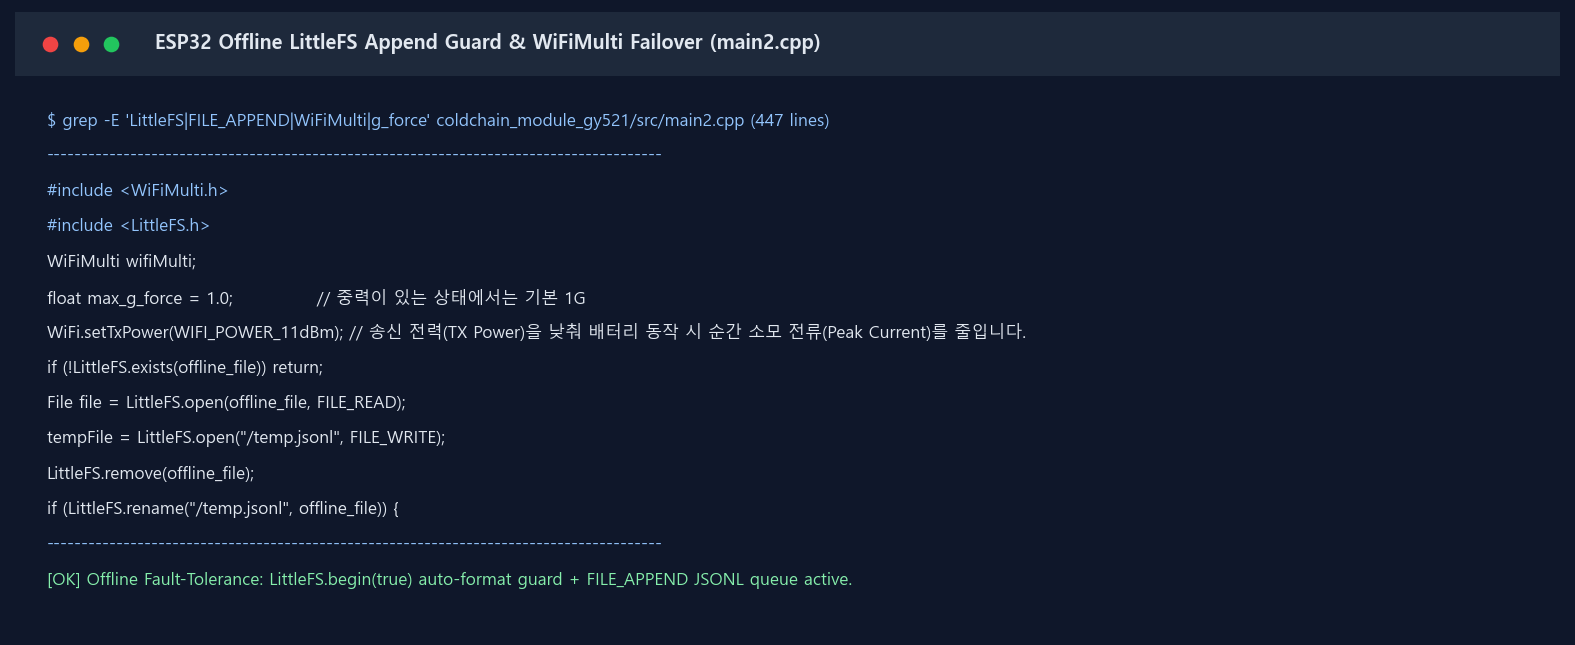 ESP32 Offline LittleFS Append Guard & WiFiMulti Failover (main2.cpp)
$ grep -E 'LittleFS|FILE_APPEND|WiFiMulti|g_force' coldchain_module_gy521/src/main2.cpp (447 lines)
------------------------------------------------------------------------------------------
#include <WiFiMulti.h>
#include <LittleFS.h>
WiFiMulti wifiMulti;
float max_g_force = 1.0;                // 중력이 있는 상태에서는 기본 1G
WiFi.setTxPower(WIFI_POWER_11dBm); // 송신 전력(TX Power)을 낮춰 배터리 동작 시 순간 소모 전류(Peak Current)를 줄입니다.
if (!LittleFS.exists(offline_file)) return;
File file = LittleFS.open(offline_file, FILE_READ);
tempFile = LittleFS.open("/temp.jsonl", FILE_WRITE);
LittleFS.remove(offline_file);
if (LittleFS.rename("/temp.jsonl", offline_file)) {
------------------------------------------------------------------------------------------
[OK] Offline Fault-Tolerance: LittleFS.begin(true) auto-format guard + FILE_APPEND JSONL queue active.